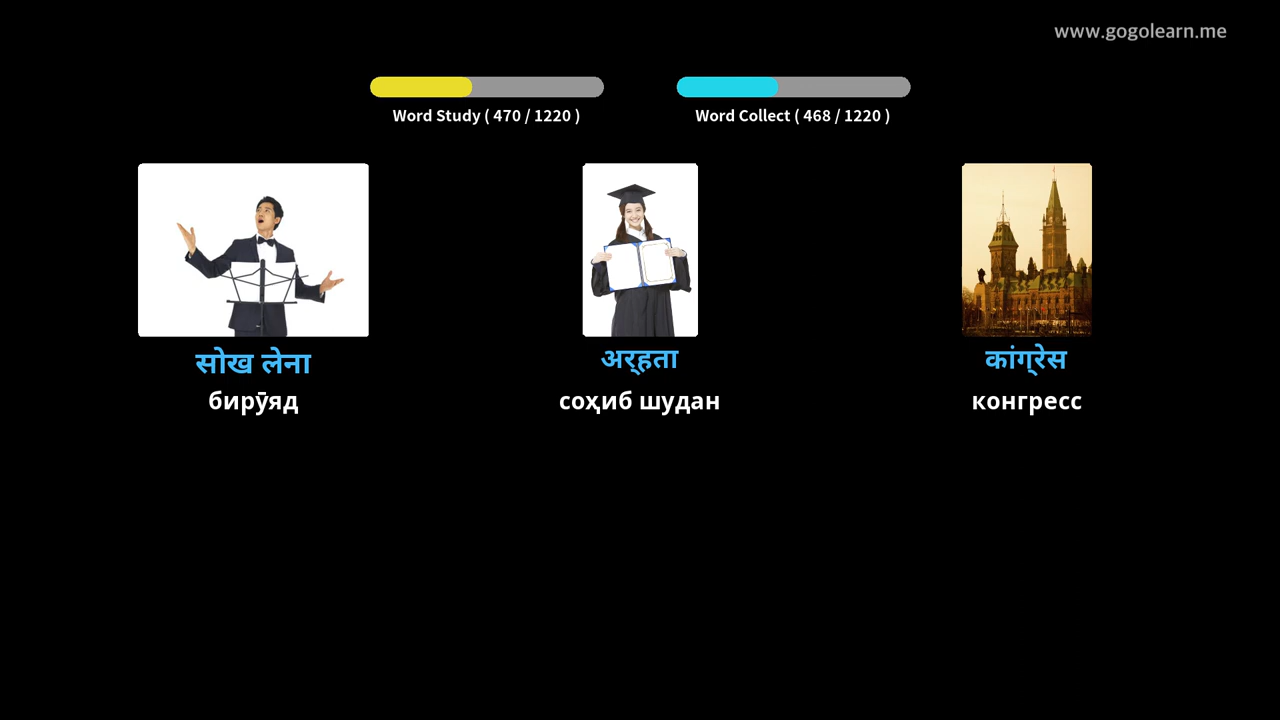 www.gogolearn.me
Word Study ( 470 / 1220 )
Word Collect ( 468 / 1220 )
सोख लेना
अर्हता
कांग्रेस
бирӯяд
соҳиб шудан
конгресс